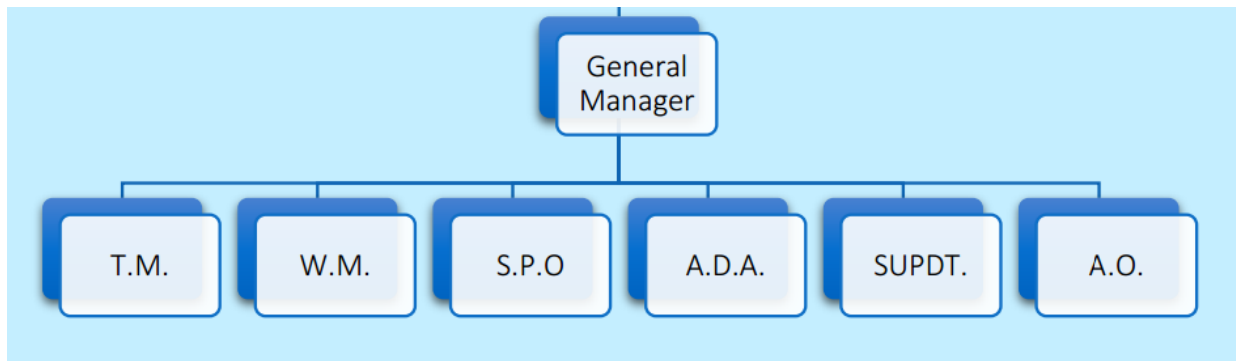 General
Manager
T.M.
W.M.
S.P.O
A.D.A.
SUPDT.
A.O.